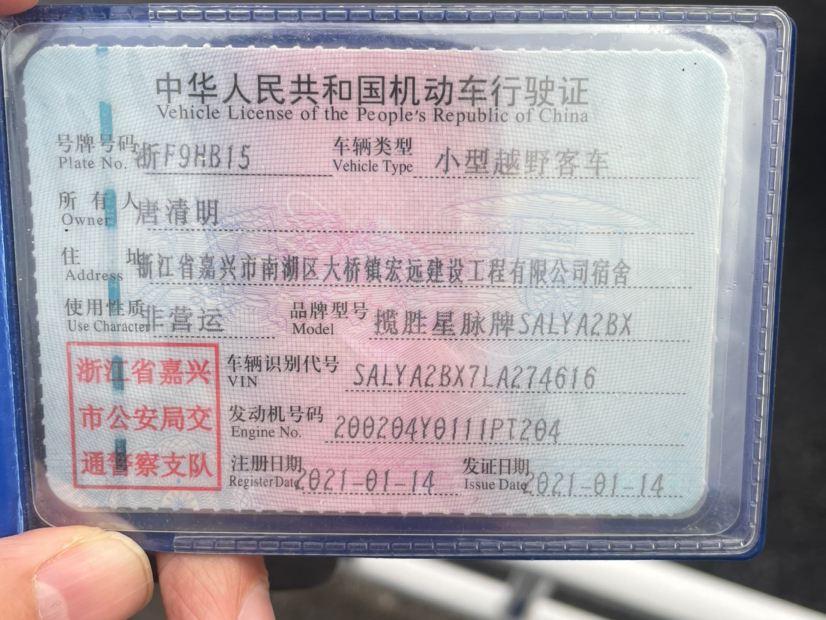 中华人民共和国机动车行驶证
Vehicle License of the People's Republic of China
号牌号码 浙F9HB15 车辆类型 小型越野客车
Plate No. Vehicle Type
所有人 唐清明
Owner
住址 浙江省嘉兴市南湖区大桥镇宏远建设工程有限公司宿舍
Address
使用性质 非营运 品牌型号 揽胜星脉牌SALYA2BX
Use Character Model
浙江省嘉兴 车辆识别代号 SALYA2BX7LA274616
VIN
市公安局交 发动机号码 200204Y0111PT204
Engine No.
通警察支队 注册日期 2021-01-14 发证日期 2021-01-14
Register Date Issue Date